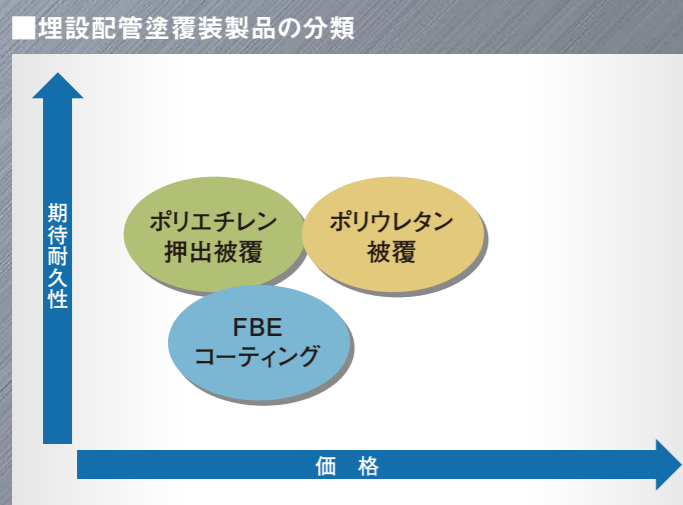 ■埋設配管塗覆装製品の分類
期待耐久性
ポリエチレン
押出被覆
ポリウレタン
被覆
FBE
コーティング
価 格